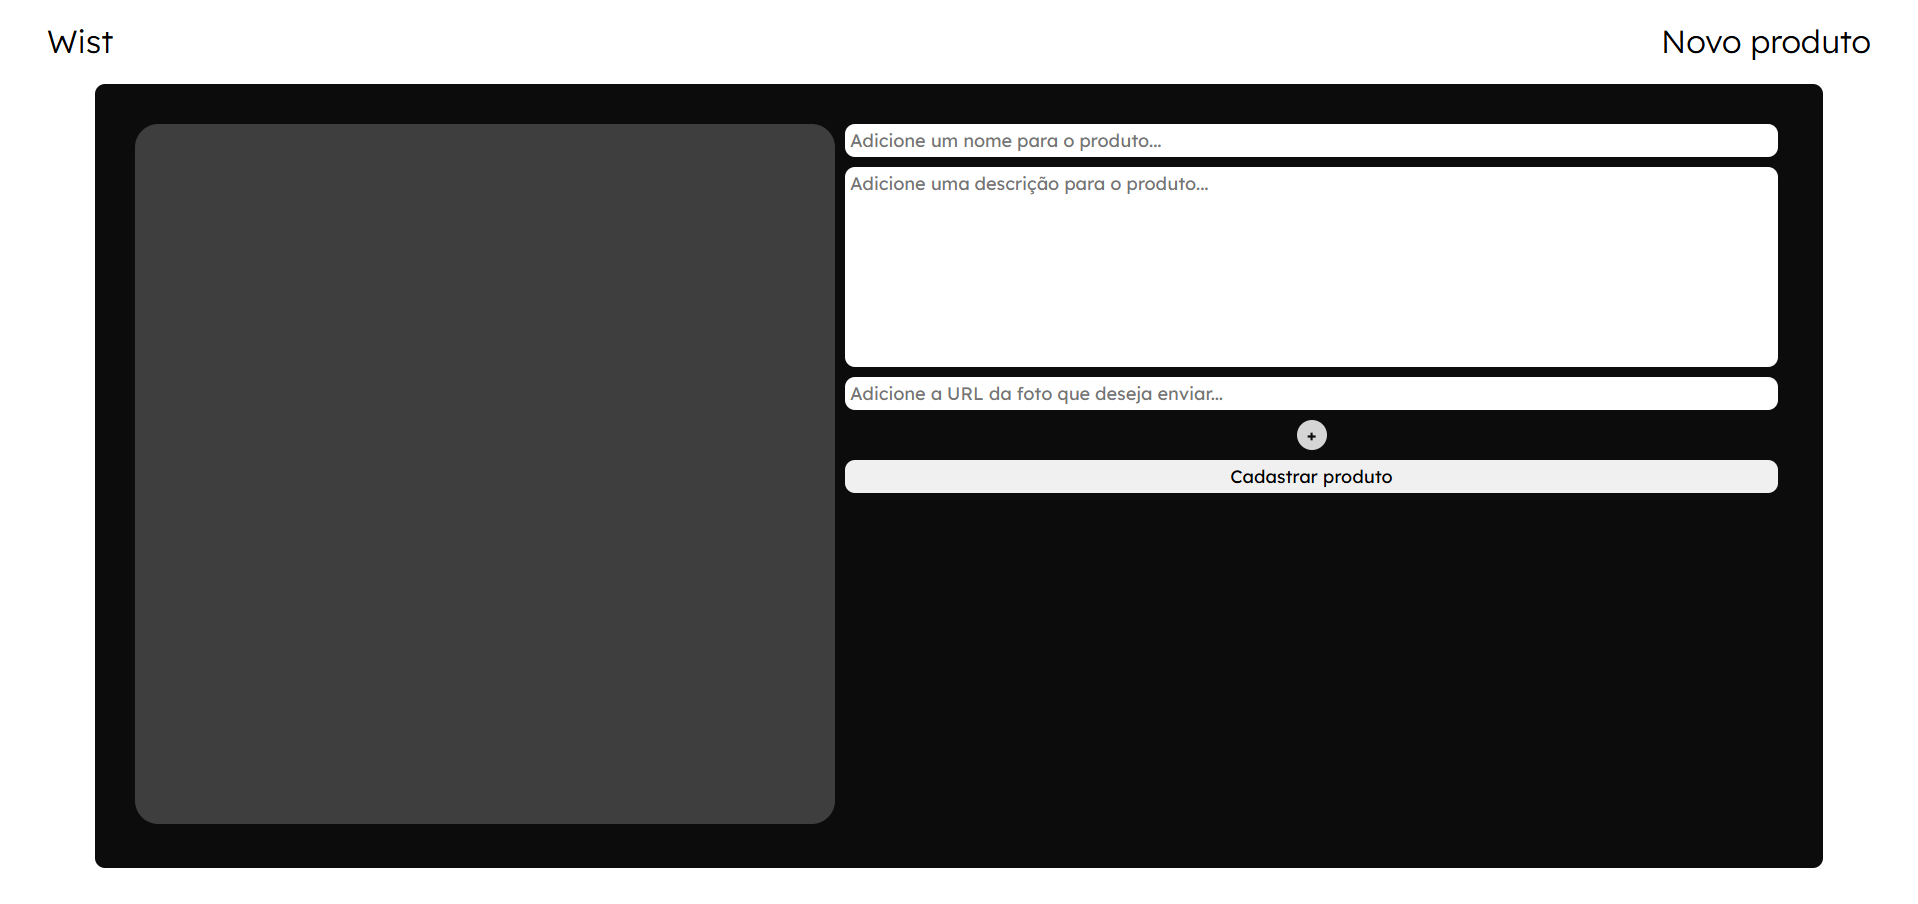 Wist
Novo produto
Adicione um nome para o produto...
Adicione uma descrição para o produto...
Adicione a URL da foto que deseja enviar...
+
Cadastrar produto